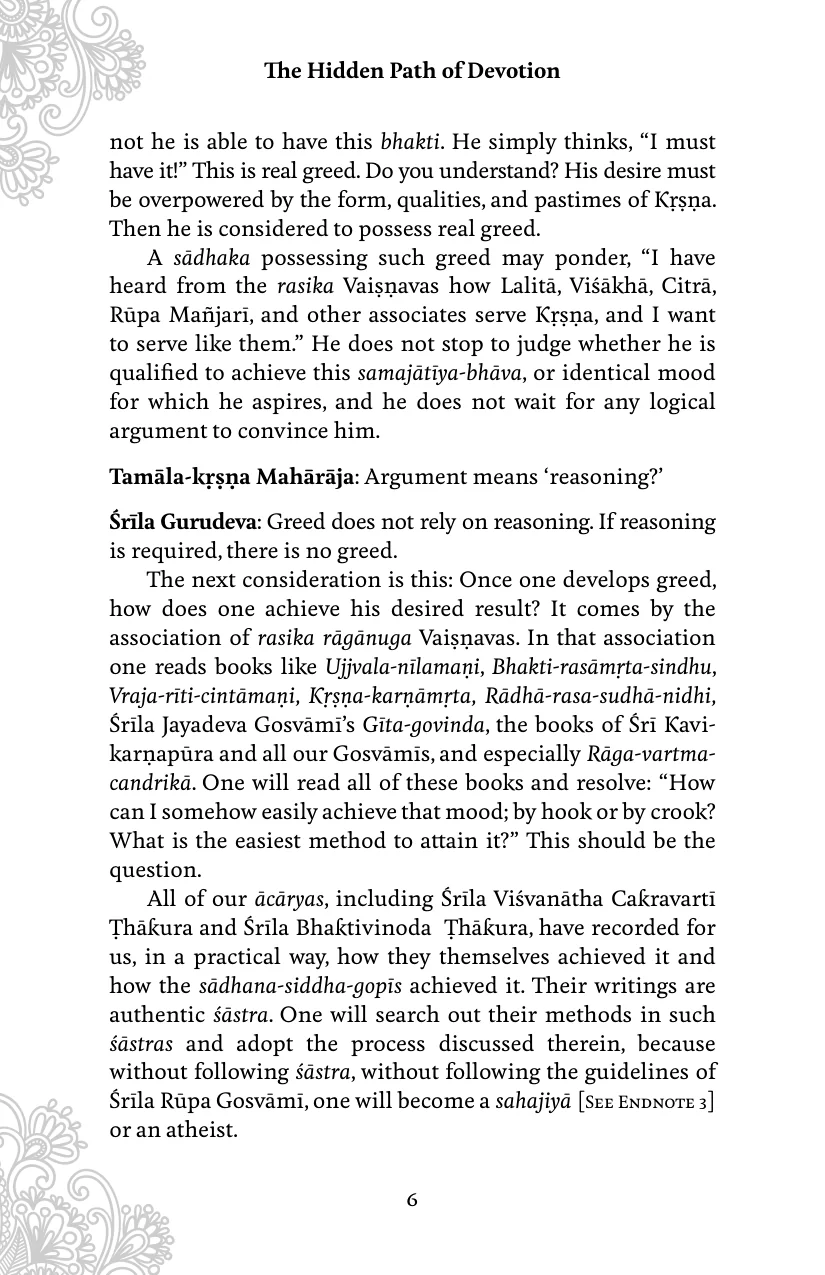 The Hidden Path of Devotion
not he is able to have this bhakti. He simply thinks, “I must
have it!” This is real greed. Do you understand? His desire must
be overpowered by the form, qualities, and pastimes of Kṛṣṇa.
Then he is considered to possess real greed.
A sādhaka possessing such greed may ponder, “I have
heard from the rasika Vaiṣṇavas how Lalitā, Viśākhā, Citrā,
Rūpa Mañjarī, and other associates serve Kṛṣṇa, and I want
to serve like them.” He does not stop to judge whether he is
qualified to achieve this samajātīya-bhāva, or identical mood
for which he aspires, and he does not wait for any logical
argument to convince him.
Tamāla-kṛṣṇa Mahārāja: Argument means ‘reasoning?’
Śrīla Gurudeva: Greed does not rely on reasoning. If reasoning
is required, there is no greed.
The next consideration is this: Once one develops greed,
how does one achieve his desired result? It comes by the
association of rasika rāgānuga Vaiṣṇavas. In that association
one reads books like Ujjvala-nīlamaṇi, Bhakti-rasāmṛta-sindhu,
Vraja-rīti-cintāmaṇi, Kṛṣṇa-karṇāmṛta, Rādhā-rasa-sudhā-nidhi,
Śrīla Jayadeva Gosvāmī’s Gīta-govinda, the books of Śrī Kavi-
karṇapūra and all our Gosvāmīs, and especially Rāga-vartma-
candrikā. One will read all of these books and resolve: “How
can I somehow easily achieve that mood; by hook or by crook?
What is the easiest method to attain it?” This should be the
question.
All of our ācāryas, including Śrīla Viśvanātha Cakravartī
Ṭhākura and Śrīla Bhaktivinoda Ṭhākura, have recorded for
us, in a practical way, how they themselves achieved it and
how the sādhana-siddha-gopīs achieved it. Their writings are
authentic śāstra. One will search out their methods in such
śāstras and adopt the process discussed therein, because
without following śāstra, without following the guidelines of
Śrīla Rūpa Gosvāmī, one will become a sahajiyā [See Endnote 3]
or an atheist.
6